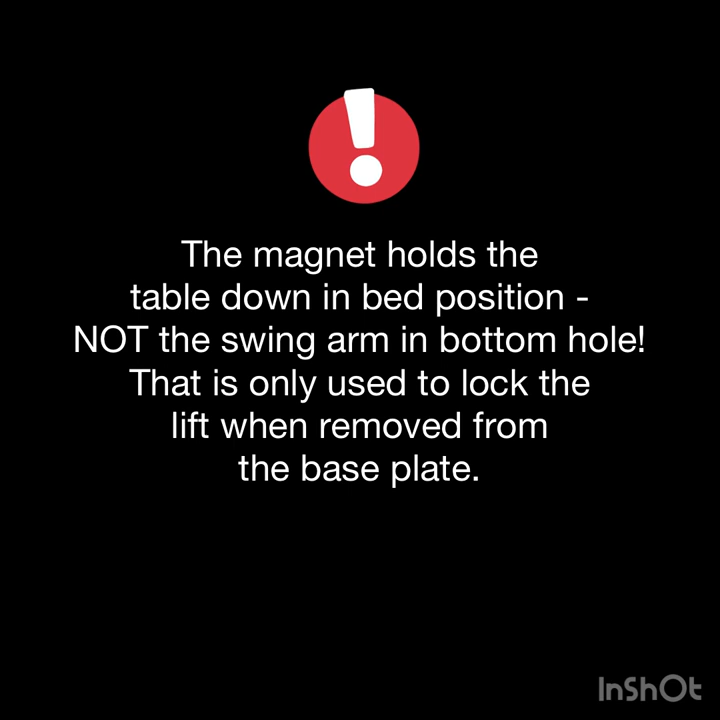 The magnet holds the
table down in bed position -
NOT the swing arm in bottom hole!
That is only used to lock the
lift when removed from
the base plate.
InShOt